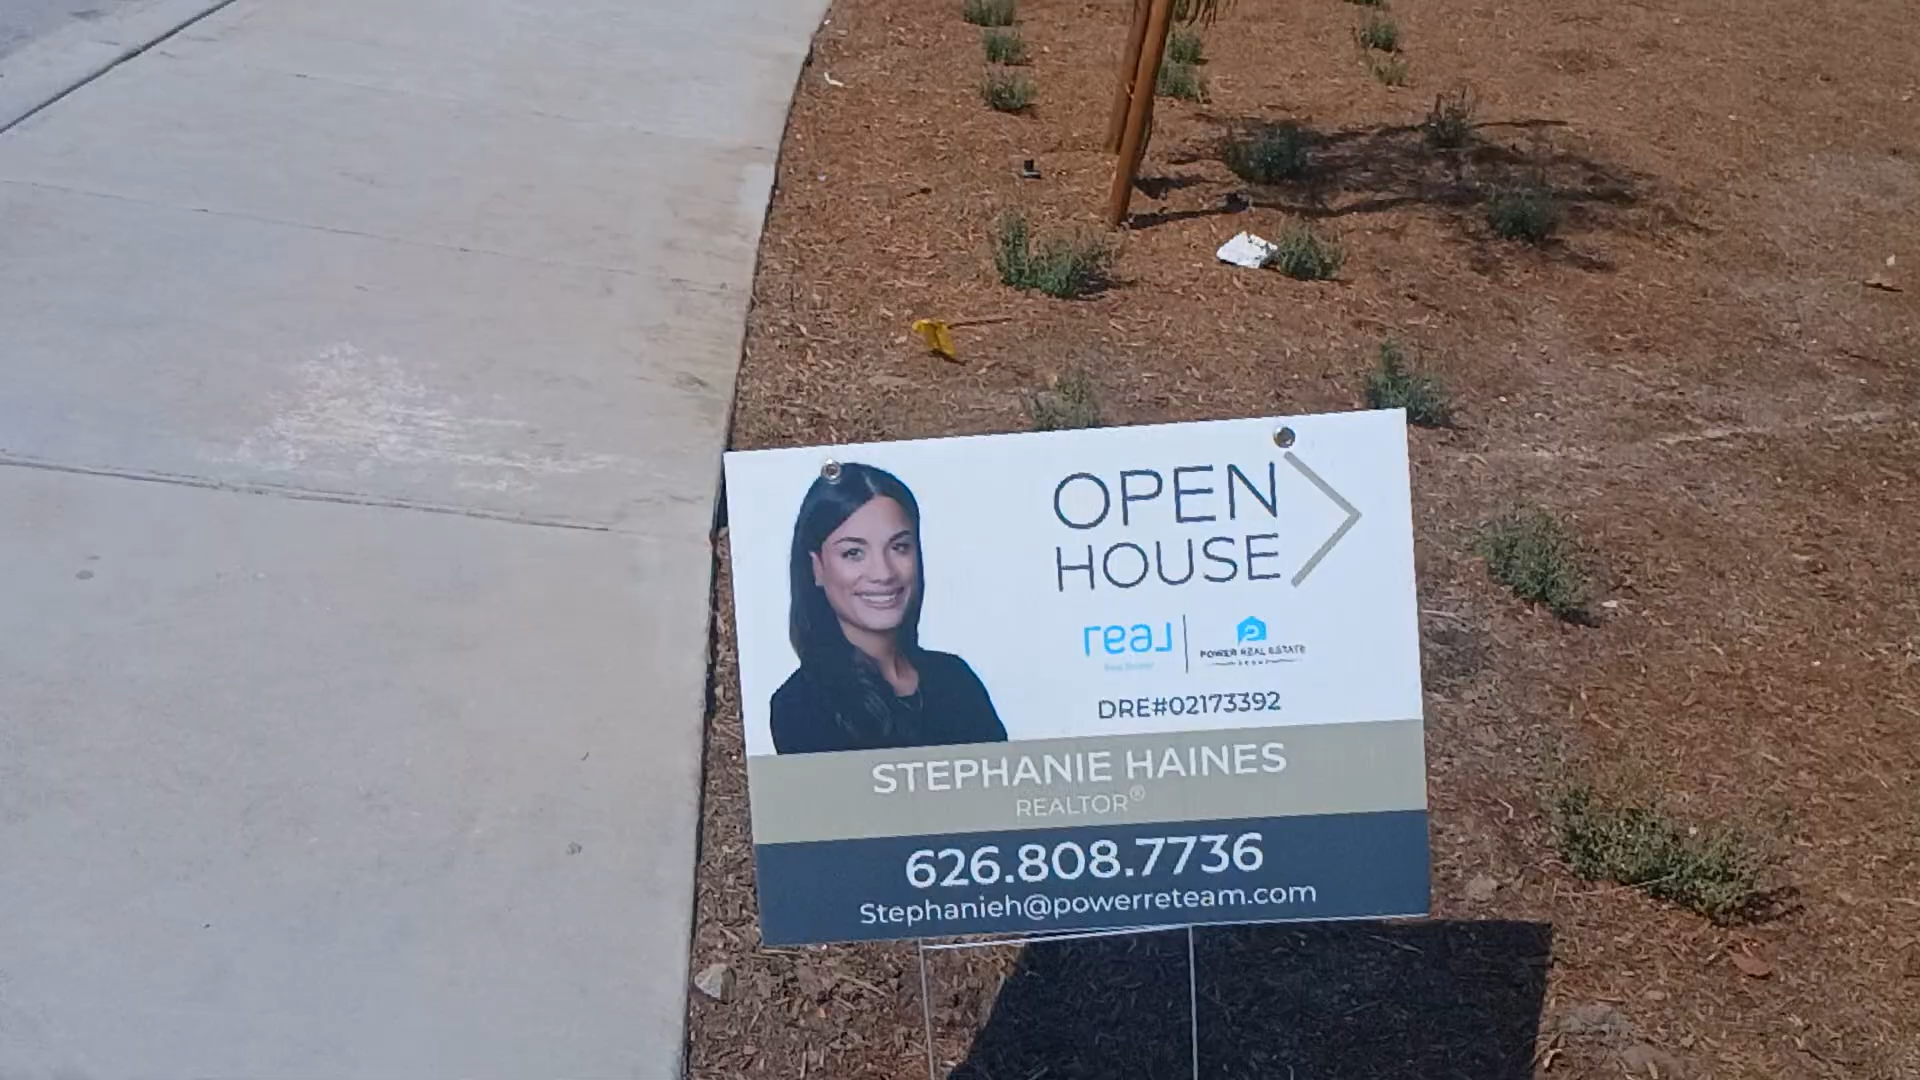 OPEN
HOUSE
real
POWER REAL ESTATE
DRE#02173392
STEPHANIE HAINES
REALTOR®
626.808.7736
Stephanieh@powerreteam.com